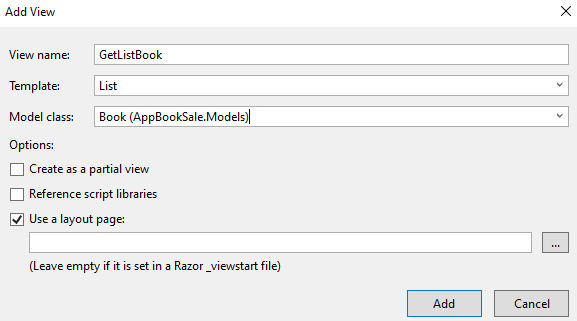 Add View
View name: GetListBook
Template: List
Model class: Book (AppBookSale.Models)
Options:
Create as a partial view
Reference script libraries
Use a layout page:
...
(Leave empty if it is set in a Razor _viewstart file)
Add Cancel